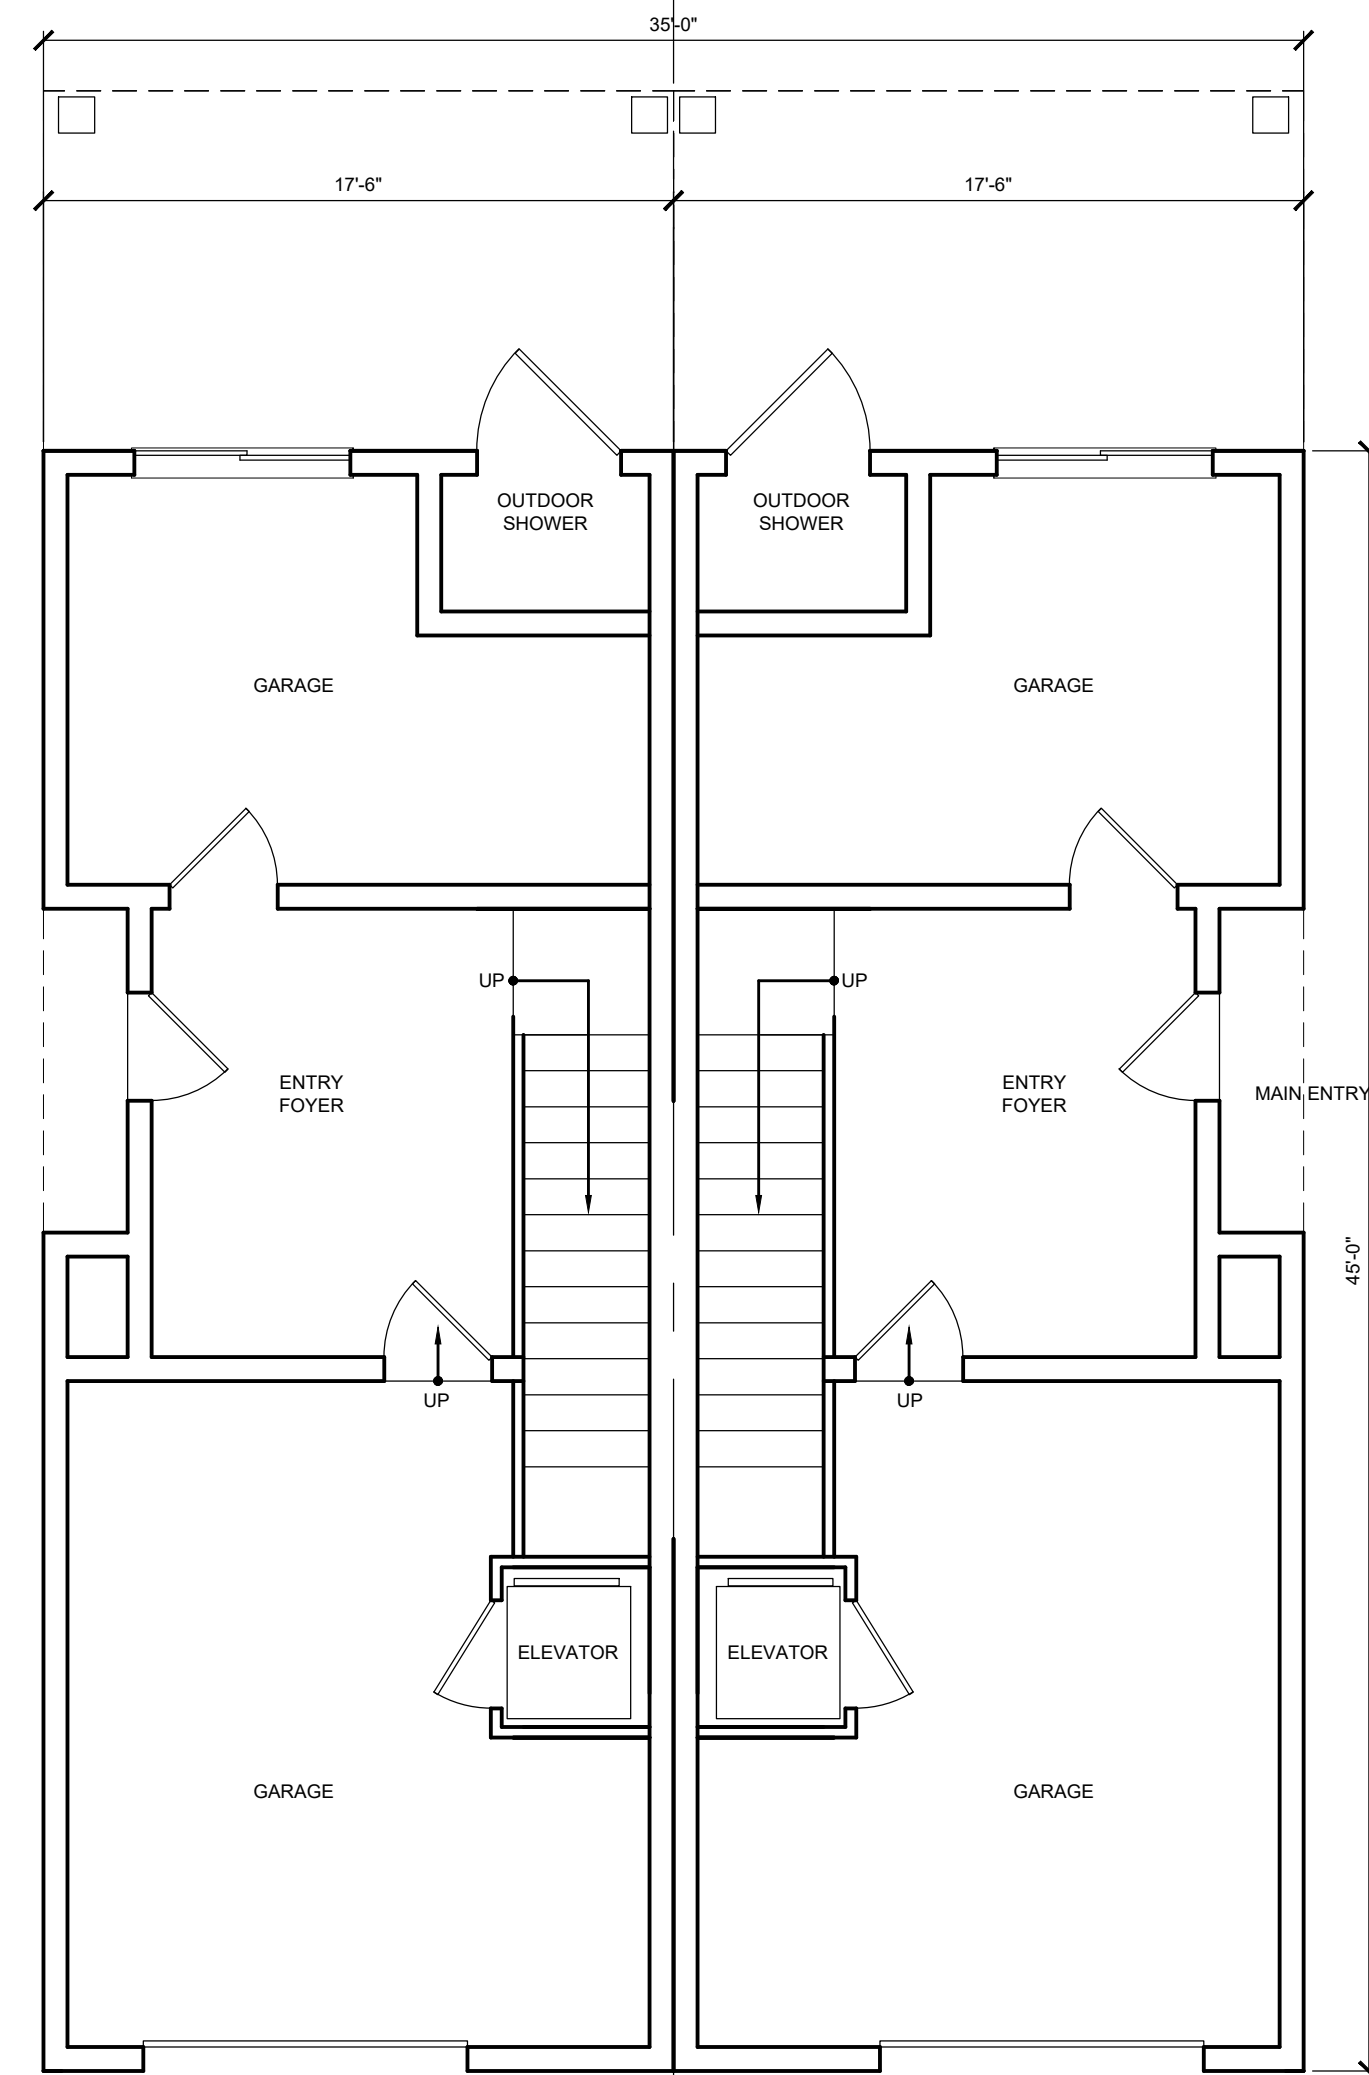 35'-0"
17'-6"
17'-6"
OUTDOOR
SHOWER
OUTDOOR
SHOWER
GARAGE
GARAGE
UP
UP
ENTRY
FOYER
ENTRY
FOYER
MAIN ENTRY
45'-0"
UP
UP
ELEVATOR
ELEVATOR
GARAGE
GARAGE